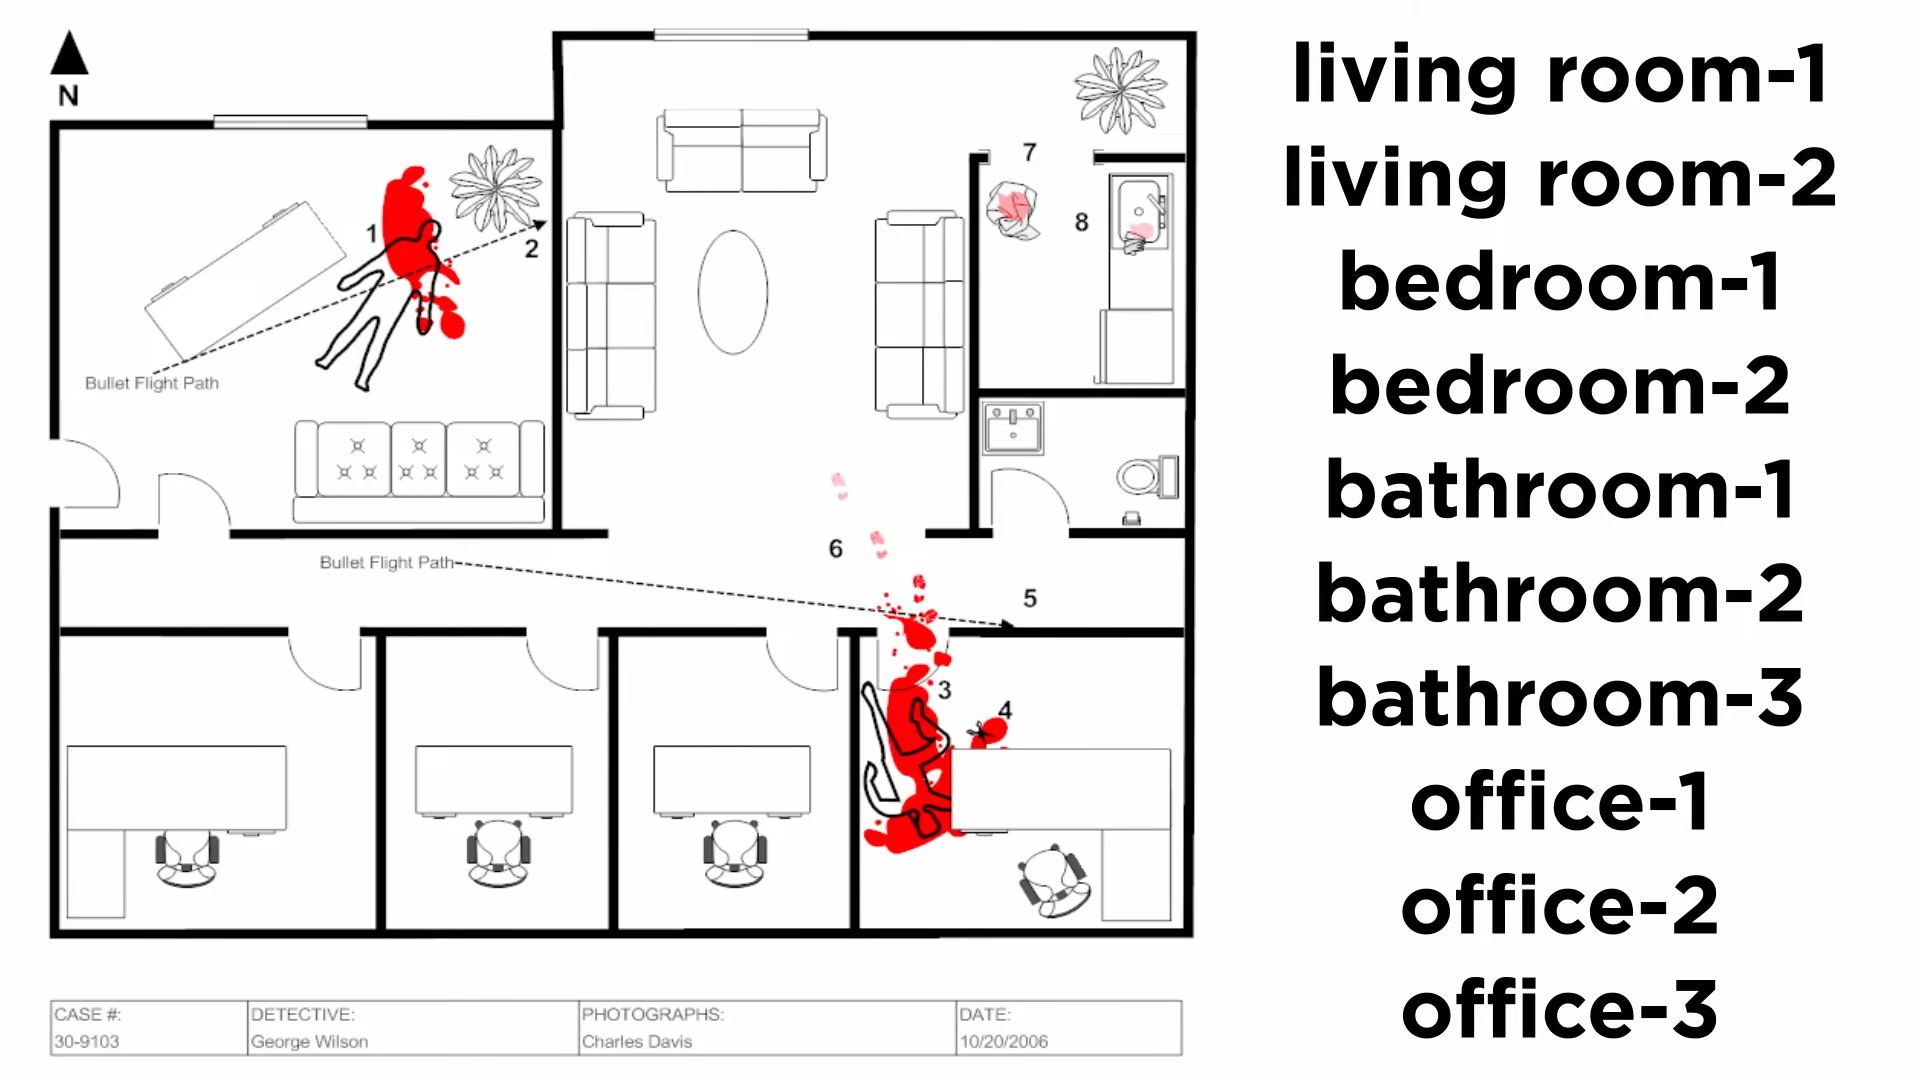 N
7
8
1
2
Bullet Flight Path
6
Bullet Flight Path
5
3
4
CASE #:
30-9103
DETECTIVE:
George Wilson
PHOTOGRAPHS:
Charles Davis
DATE:
10/20/2006
living room-1
living room-2
bedroom-1
bedroom-2
bathroom-1
bathroom-2
bathroom-3
office-1
office-2
office-3